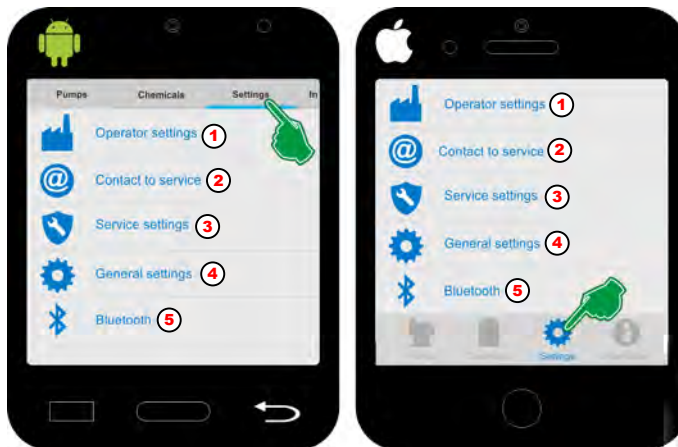 Pumps Chemicals Settings In
Operator settings 1
Contact to service 2
Service settings 3
General settings 4
Bluetooth 5
Operator settings 1
Contact to service 2
Service settings 3
General settings 4
Bluetooth 5
Settings